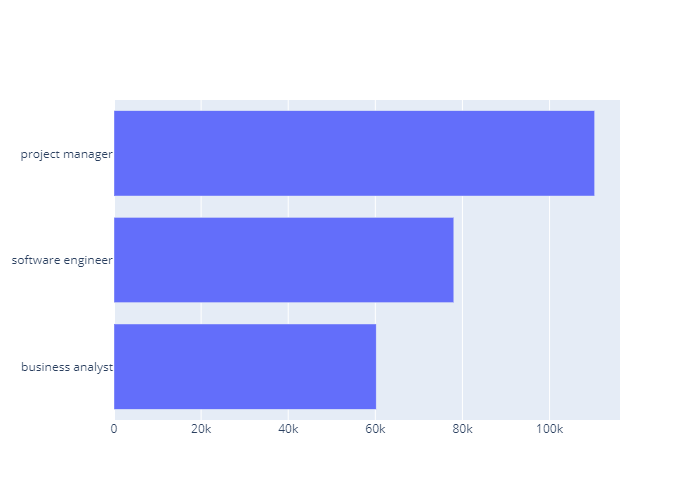 project manager
software engineer
business analyst
0 20k 40k 60k 80k 100k